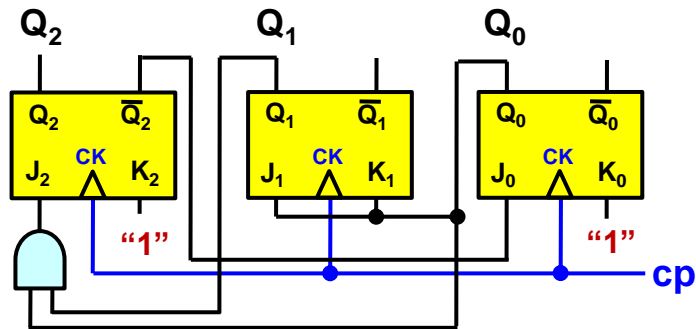 Q₂ Q₁ Q₀
Q₂ Q̅₂ Q₁ Q̅₁ Q₀ Q̅₀
J₂ CK K₂ J₁ CK K₁ J₀ CK K₀
“1” “1”
cp